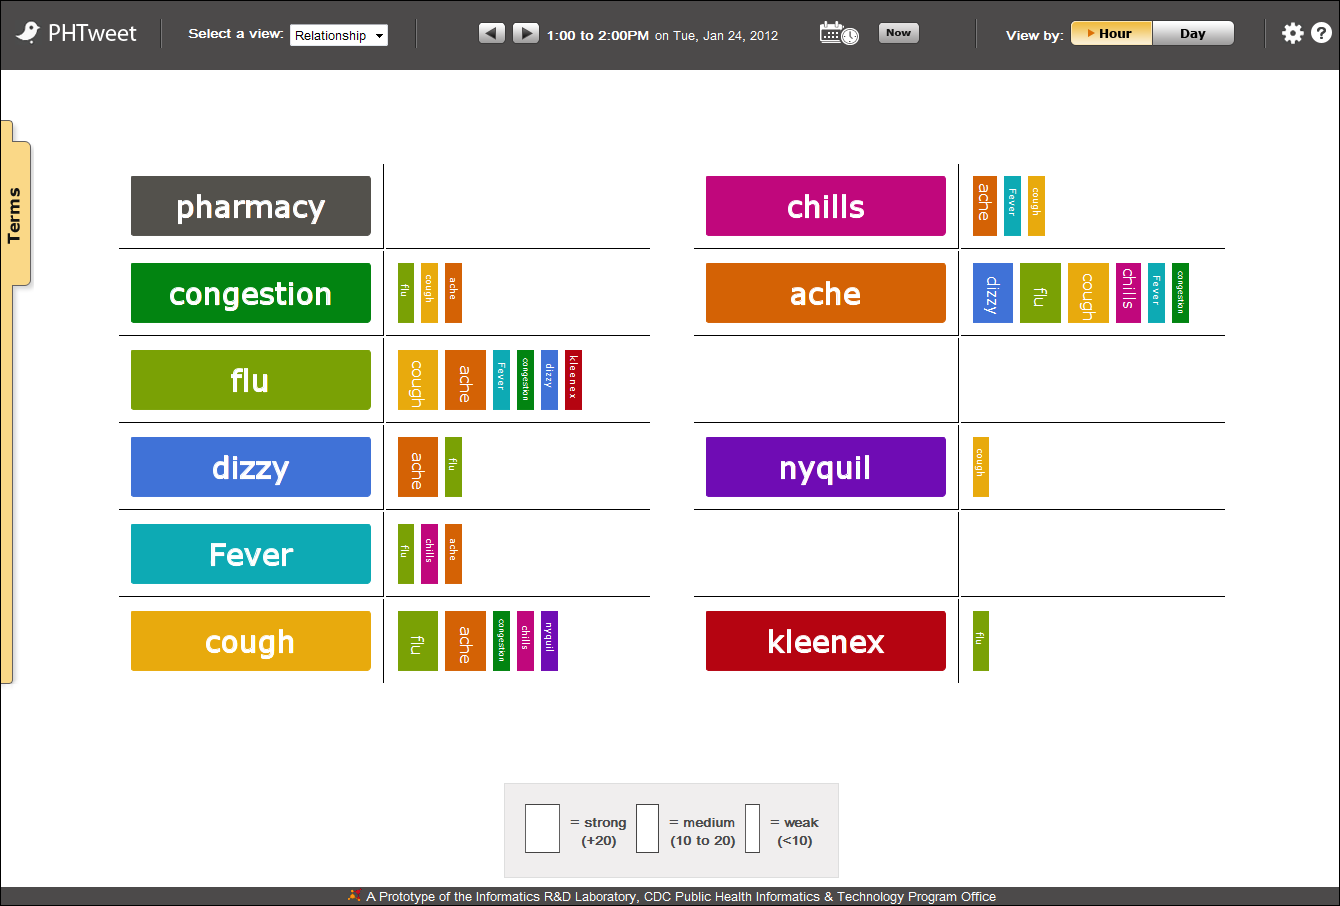 PHTweet
Select a view: Relationship
1:00 to 2:00PM on Tue, Jan 24, 2012
Now
View by: Hour Day
?
Terms
pharmacy
congestion
flu cough ache
flu
cough ache Fever congestion dizzy kleenex
dizzy
ache flu
Fever
flu chills ache
cough
flu ache congestion chills nyquil
chills
ache Fever cough
ache
dizzy flu cough chills Fever congestion
nyquil
cough
kleenex
flu
= strong (+20)
= medium (10 to 20)
= weak (<10)
A Prototype of the Informatics R&D Laboratory, CDC Public Health Informatics & Technology Program Office